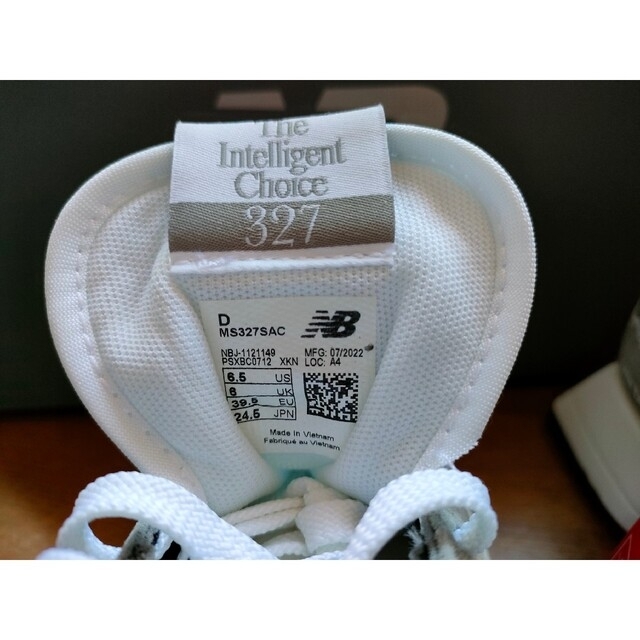 The
Intelligent
Choice
327
D
MS327SAC
NB
NBJ-1121149 MFG: 07/2022
PSXBC0712 XKN LOC: A4
6.5 US
6 UK
39.5 EU
24.5 JPN
Made in Vietnam
Fabriqué au Vietnam